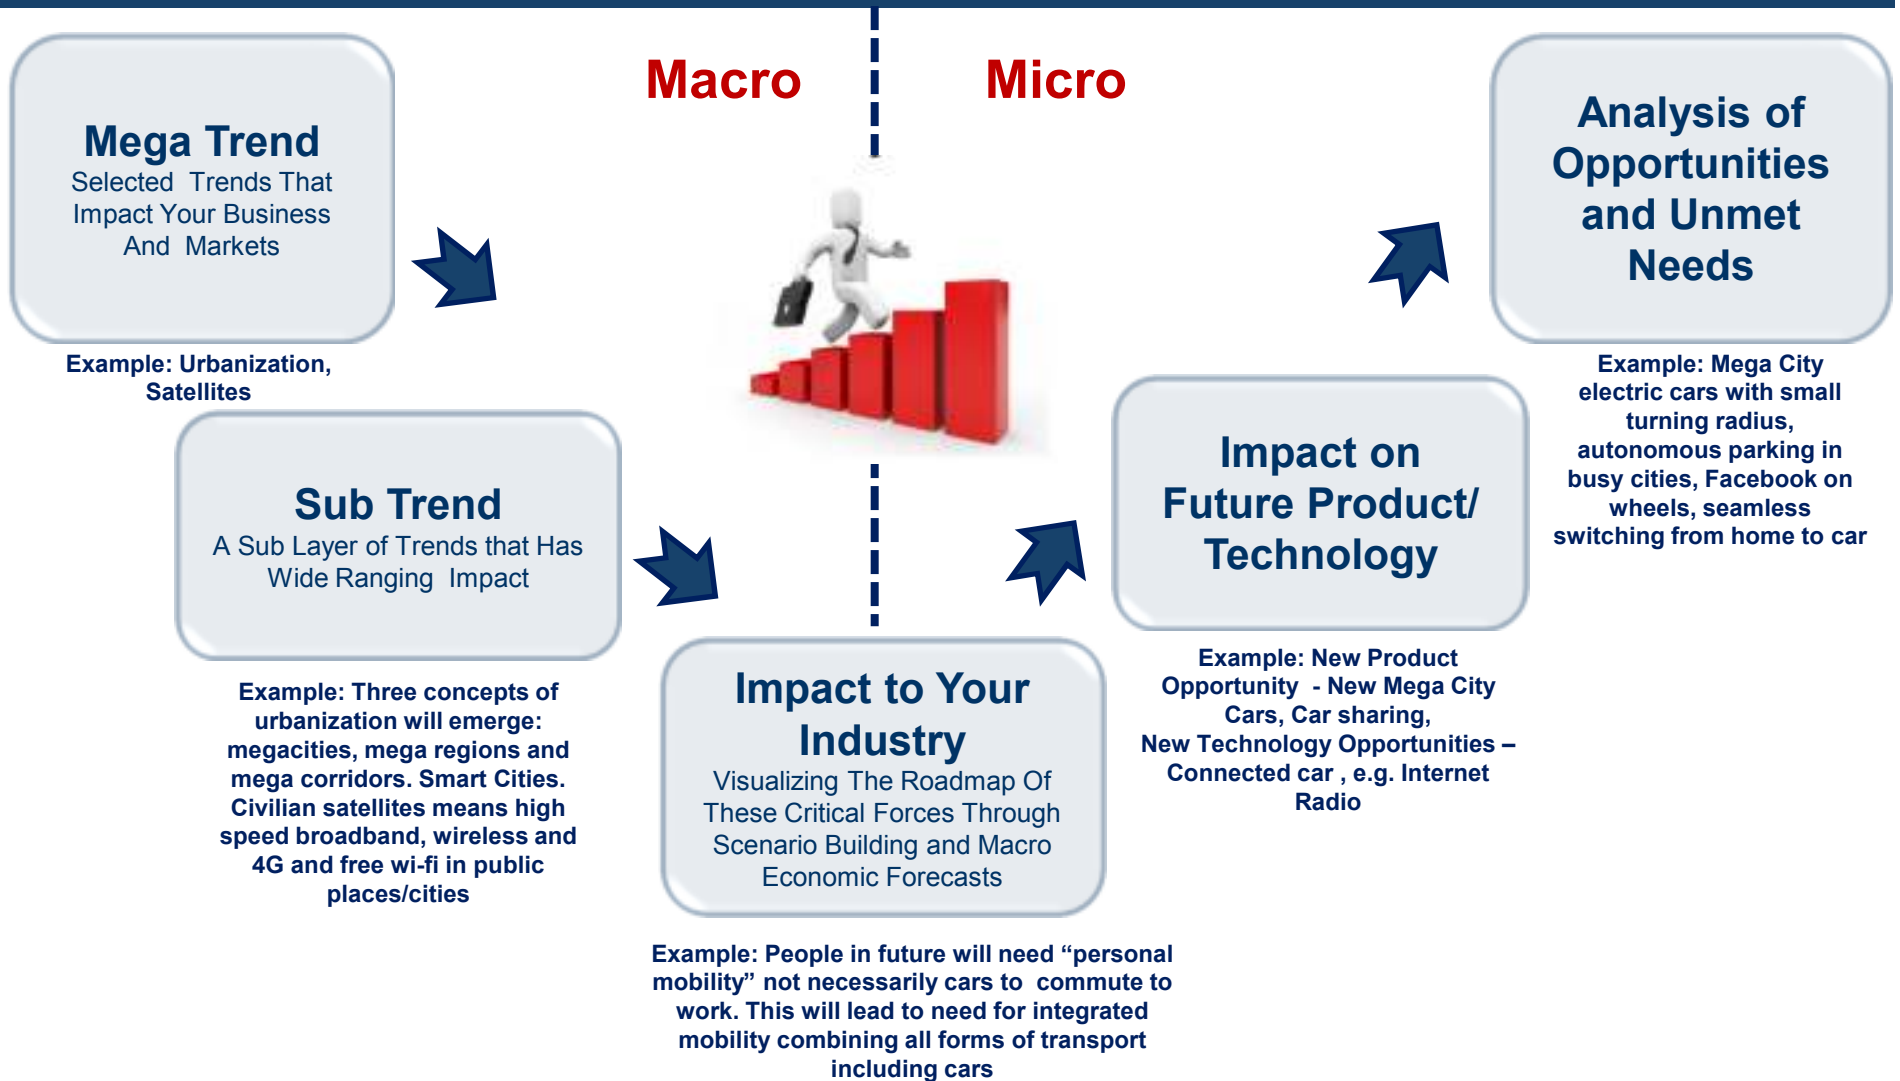 Macro
Micro
Mega Trend
Selected Trends That
Impact Your Business
And Markets
Example: Urbanization,
Satellites
Sub Trend
A Sub Layer of Trends that Has
Wide Ranging Impact
Example: Three concepts of
urbanization will emerge:
megacities, mega regions and
mega corridors. Smart Cities.
Civilian satellites means high
speed broadband, wireless and
4G and free wi-fi in public
places/cities
Impact to Your
Industry
Visualizing The Roadmap Of
These Critical Forces Through
Scenario Building and Macro
Economic Forecasts
Example: People in future will need “personal
mobility” not necessarily cars to commute to
work. This will lead to need for integrated
mobility combining all forms of transport
including cars
Impact on
Future Product/
Technology
Example: New Product
Opportunity - New Mega City
Cars, Car sharing,
New Technology Opportunities –
Connected car , e.g. Internet
Radio
Analysis of
Opportunities
and Unmet
Needs
Example: Mega City
electric cars with small
turning radius,
autonomous parking in
busy cities, Facebook on
wheels, seamless
switching from home to car